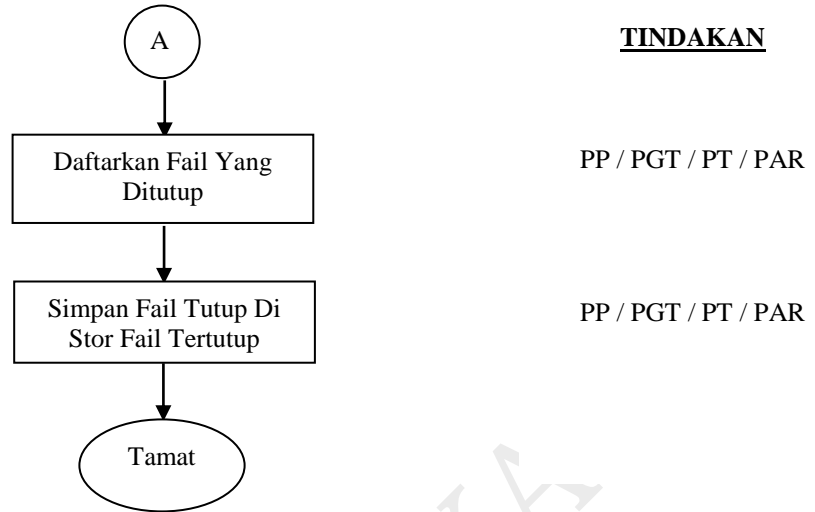 A
TINDAKAN
Daftarkan Fail Yang
Ditutup
PP / PGT / PT / PAR
Simpan Fail Tutup Di
Stor Fail Tertutup
PP / PGT / PT / PAR
Tamat